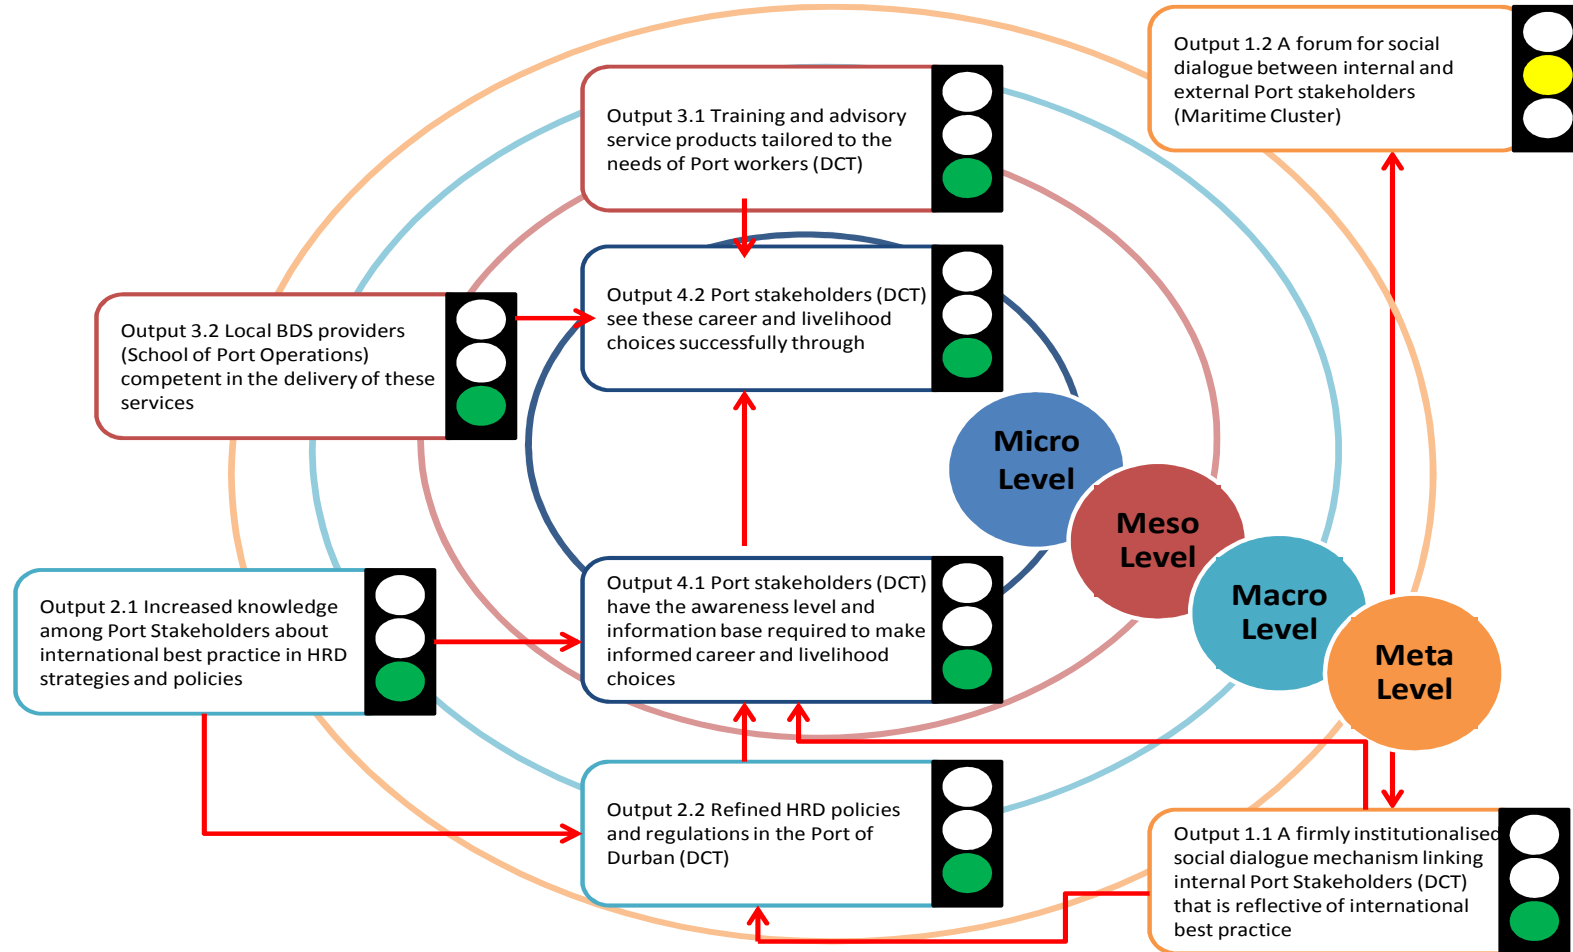 Output 1.2 A forum for social
dialogue between internal and
external Port stakeholders
(Maritime Cluster)
Output 3.1 Training and advisory
service products tailored to the
needs of Port workers (DCT)
Output 4.2 Port stakeholders (DCT)
see these career and livelihood
choices successfully through
Output 3.2 Local BDS providers
(School of Port Operations)
competent in the delivery of these
services
Micro
Level
Meso
Level
Macro
Level
Meta
Level
Output 2.1 Increased knowledge
among Port Stakeholders about
international best practice in HRD
strategies and policies
Output 4.1 Port stakeholders (DCT)
have the awareness level and
information base required to make
informed career and livelihood
choices
Output 2.2 Refined HRD policies
and regulations in the Port of
Durban (DCT)
Output 1.1 A firmly institutionalised
social dialogue mechanism linking
internal Port Stakeholders (DCT)
that is reflective of international
best practice